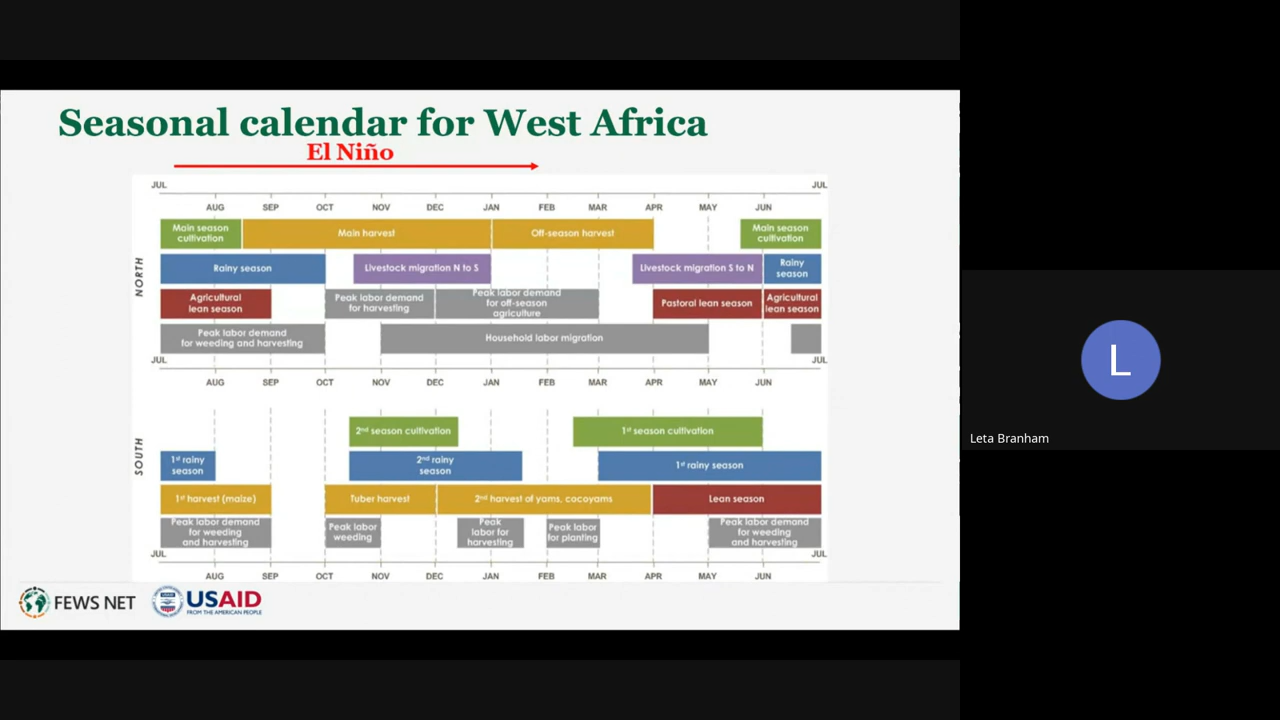 Seasonal calendar for West Africa
El Niño
JUL JUL
AUG SEP OCT NOV DEC JAN FEB MAR APR MAY JUN
NORTH
Main season
cultivation
Main harvest
Off-season harvest
Main season
cultivation
Rainy season
Livestock migration N to S
Livestock migration S to N
Rainy
season
Agricultural
lean season
Peak labor demand
for harvesting
Peak labor demand
for off-season
agriculture
Pastoral lean season
Agricultural
lean season
Peak labor demand
for weeding and harvesting
Household labor migration
JUL JUL
AUG SEP OCT NOV DEC JAN FEB MAR APR MAY JUN
SOUTH
2nd season cultivation
1st season cultivation
1st rainy
season
2nd rainy
season
1st rainy season
1st harvest (maize)
Tuber harvest
2nd harvest of yams, cocoyams
Lean season
Peak labor demand
for weeding
and harvesting
Peak labor
weeding
Peak
labor for
harvesting
Peak labor
for planting
Peak labor demand
for weeding
and harvesting
JUL JUL
AUG SEP OCT NOV DEC JAN FEB MAR APR MAY JUN
FEWS NET
USAID
FROM THE AMERICAN PEOPLE
L
Leta Branham